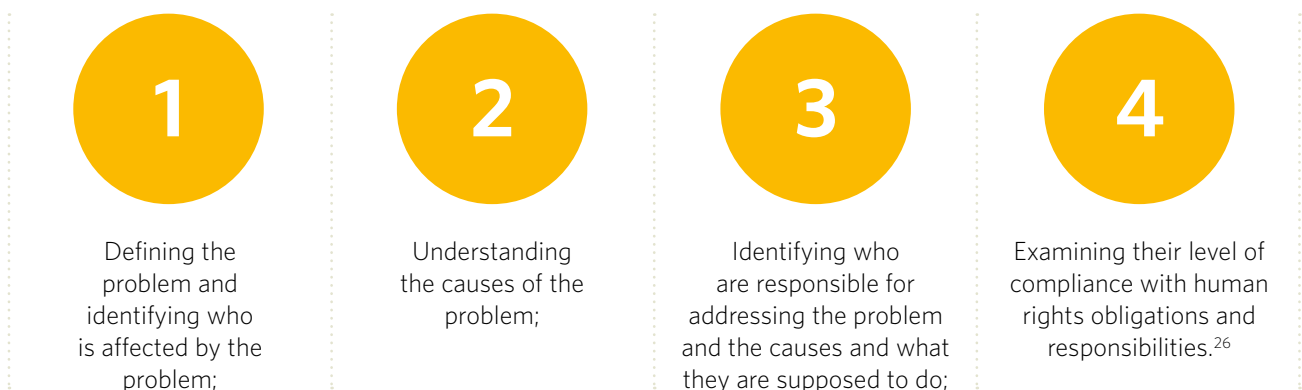 1
Defining the
problem and
identifying who
is affected by the
problem;
2
Understanding
the causes of the
problem;
3
Identifying who
are responsible for
addressing the problem
and the causes and what
they are supposed to do;
4
Examining their level of
compliance with human
rights obligations and
responsibilities.26